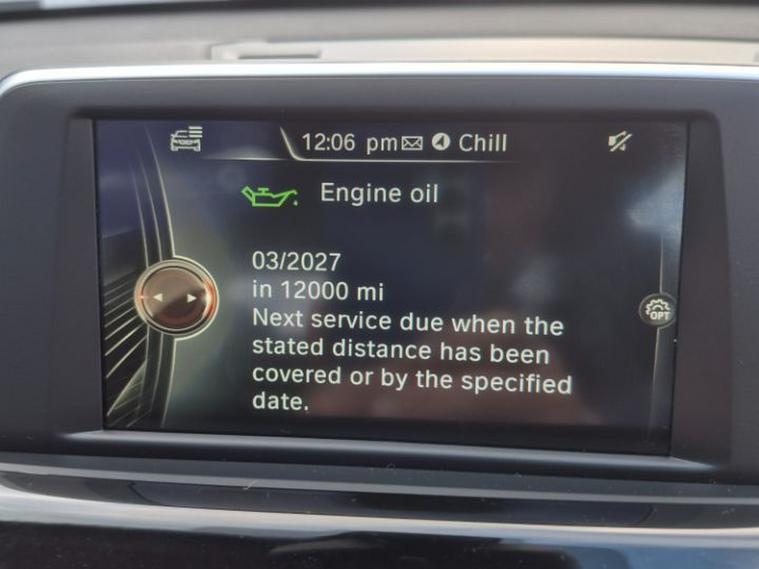 12:06 pm Chill
Engine oil
03/2027
in 12000 mi
Next service due when the
stated distance has been
covered or by the specified
date.
OPT